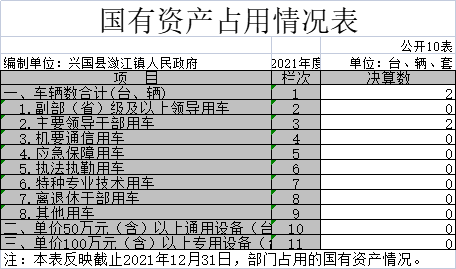 国有资产占用情况表
公开10表
编制单位：兴国县潋江镇人民政府 2021年度 单位：台、辆、套
项 目 栏次 决算数
一、车辆数合计(台、辆) 1 2
1.副部（省）级及以上领导用车 2 0
2.主要领导干部用车 3 2
3.机要通信用车 4 0
4.应急保障用车 5 0
5.执法执勤用车 6 0
6.特种专业技术用车 7 0
7.离退休干部用车 8 0
8.其他用车 9 0
二、单价50万元（含）以上通用设备（台 10 0
三、单价100万元（含）以上专用设备（台 11 0
注：本表反映截止2021年12月31日，部门占用的国有资产情况。